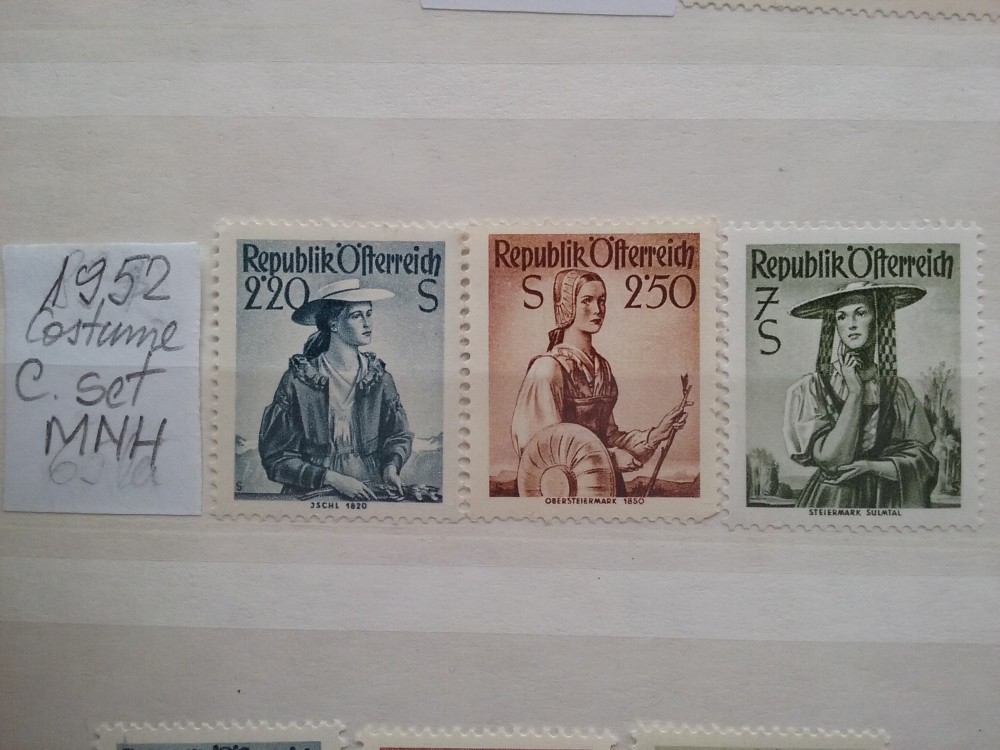 1952
Costume
C. Set
MNH
Republik Österreich
2'20 S
JSCHL 1820
Republik Österreich
S 2'50
OBERSTEIERMARK 1850
Republik Österreich
7
S
STEIERMARK SULMTAL